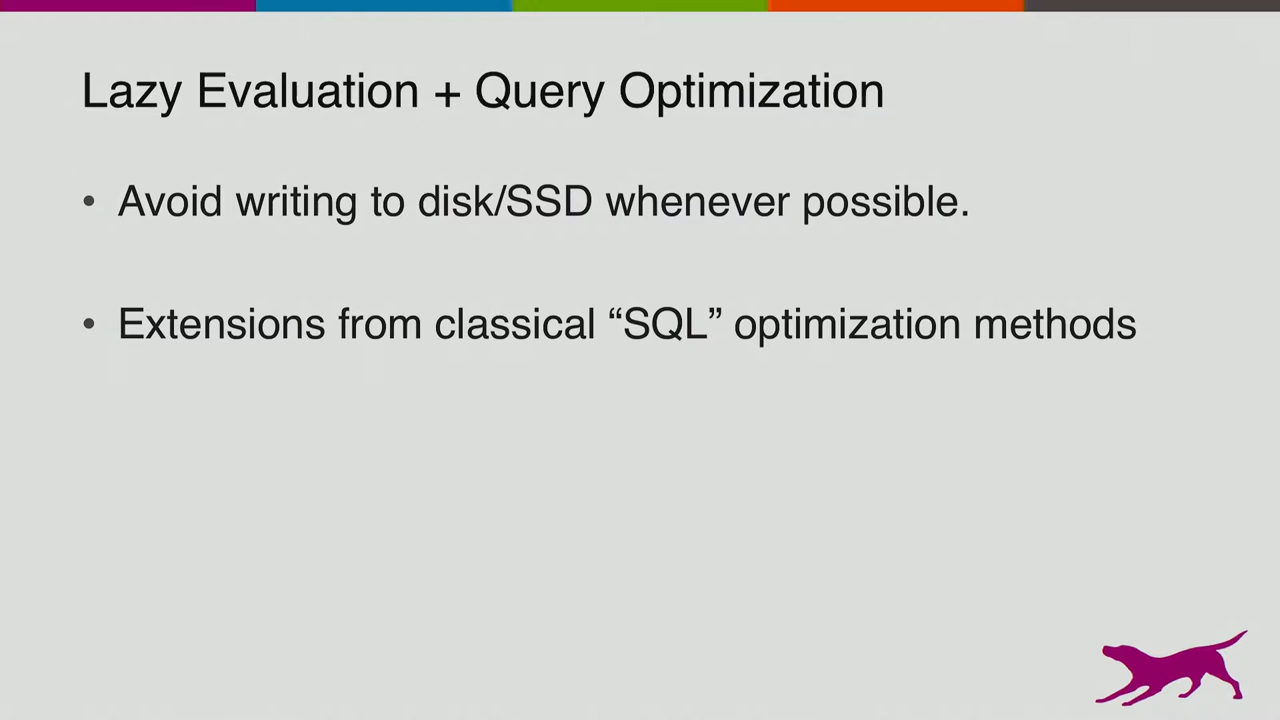 Lazy Evaluation + Query Optimization
• Avoid writing to disk/SSD whenever possible.
• Extensions from classical “SQL” optimization methods